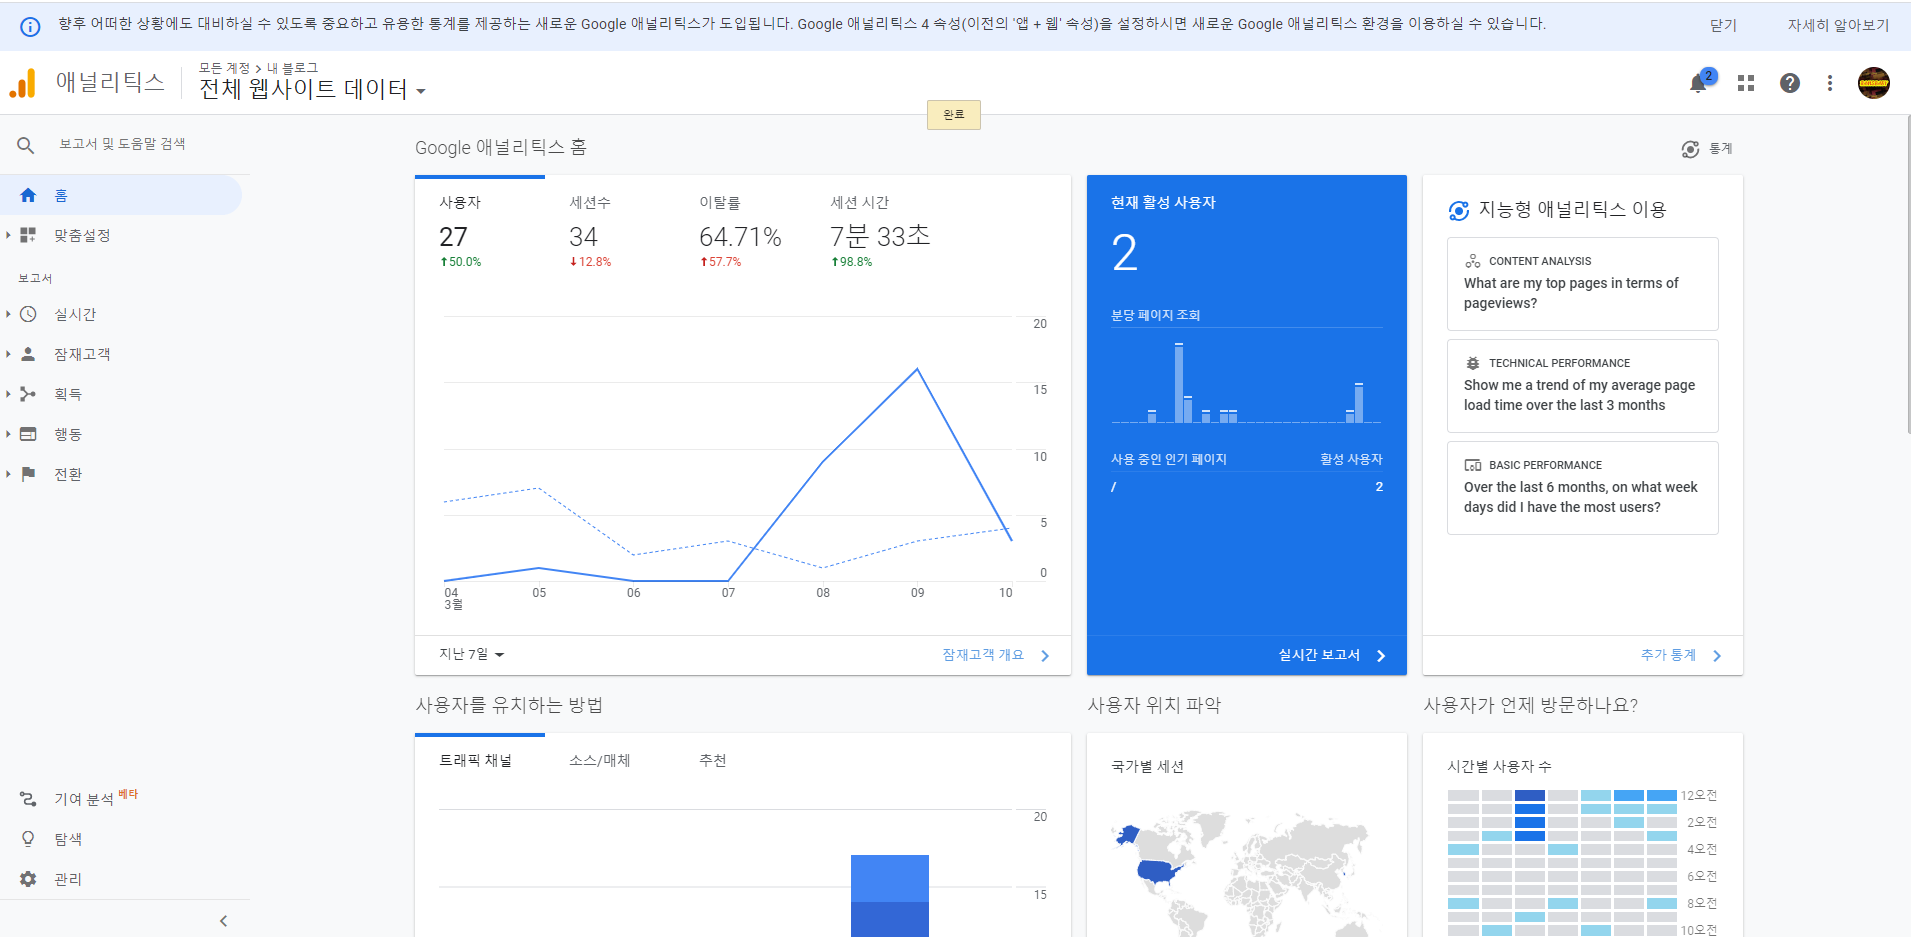 향후 어떠한 상황에도 대비하실 수 있도록 중요하고 유용한 통계를 제공하는 새로운 Google 애널리틱스가 도입됩니다. Google 애널리틱스 4 속성(이전의 '앱 + 웹' 속성)을 설정하시면 새로운 Google 애널리틱스 환경을 이용하실 수 있습니다.
닫기
자세히 알아보기
애널리틱스
모든 계정 > 내 블로그
전체 웹사이트 데이터
2
완료
보고서 및 도움말 검색
홈
맞춤설정
보고서
실시간
잠재고객
획득
행동
전환
기여 분석 베타
탐색
관리
Google 애널리틱스 홈
통계
사용자
27
50.0%
세션수
34
12.8%
이탈률
64.71%
57.7%
세션 시간
7분 33초
98.8%
20
15
10
5
0
04
3월
05
06
07
08
09
10
지난 7일
잠재고객 개요
현재 활성 사용자
2
분당 페이지 조회
사용 중인 인기 페이지
활성 사용자
/
2
실시간 보고서
지능형 애널리틱스 이용
CONTENT ANALYSIS
What are my top pages in terms of
pageviews?
TECHNICAL PERFORMANCE
Show me a trend of my average page
load time over the last 3 months
BASIC PERFORMANCE
Over the last 6 months, on what week
days did I have the most users?
추가 통계
사용자를 유치하는 방법
트래픽 채널
소스/매체
추천
20
15
사용자 위치 파악
국가별 세션
사용자가 언제 방문하나요?
시간별 사용자 수
12오전
2오전
4오전
6오전
8오전
10오전